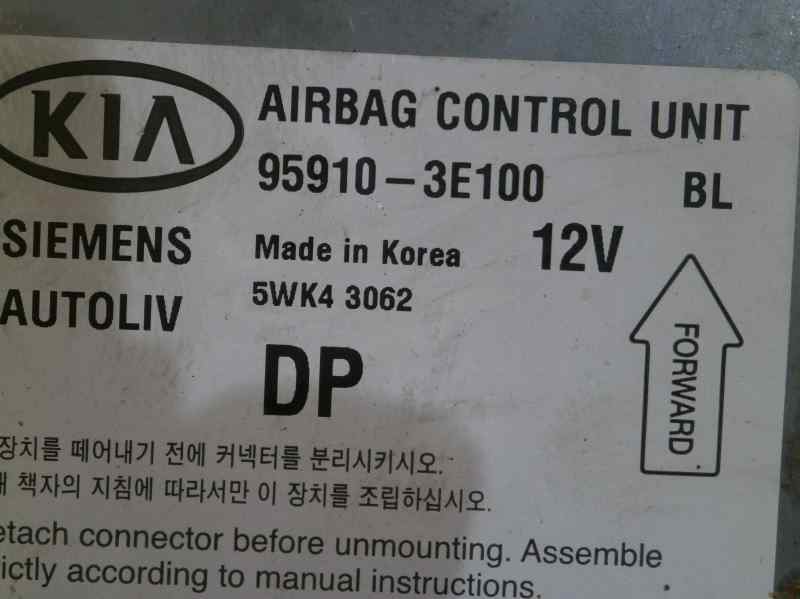 KIA AIRBAG CONTROL UNIT
95910-3E100 BL
SIEMENS Made in Korea 12V
AUTOLIV 5WK4 3062
DP
FORWARD
장치를 떼어내기 전에 커넥터를 분리시키시오.
책자의 지침에 따라서만 이 장치를 조립하십시오.
connector before unmounting. Assemble
according to manual instructions.